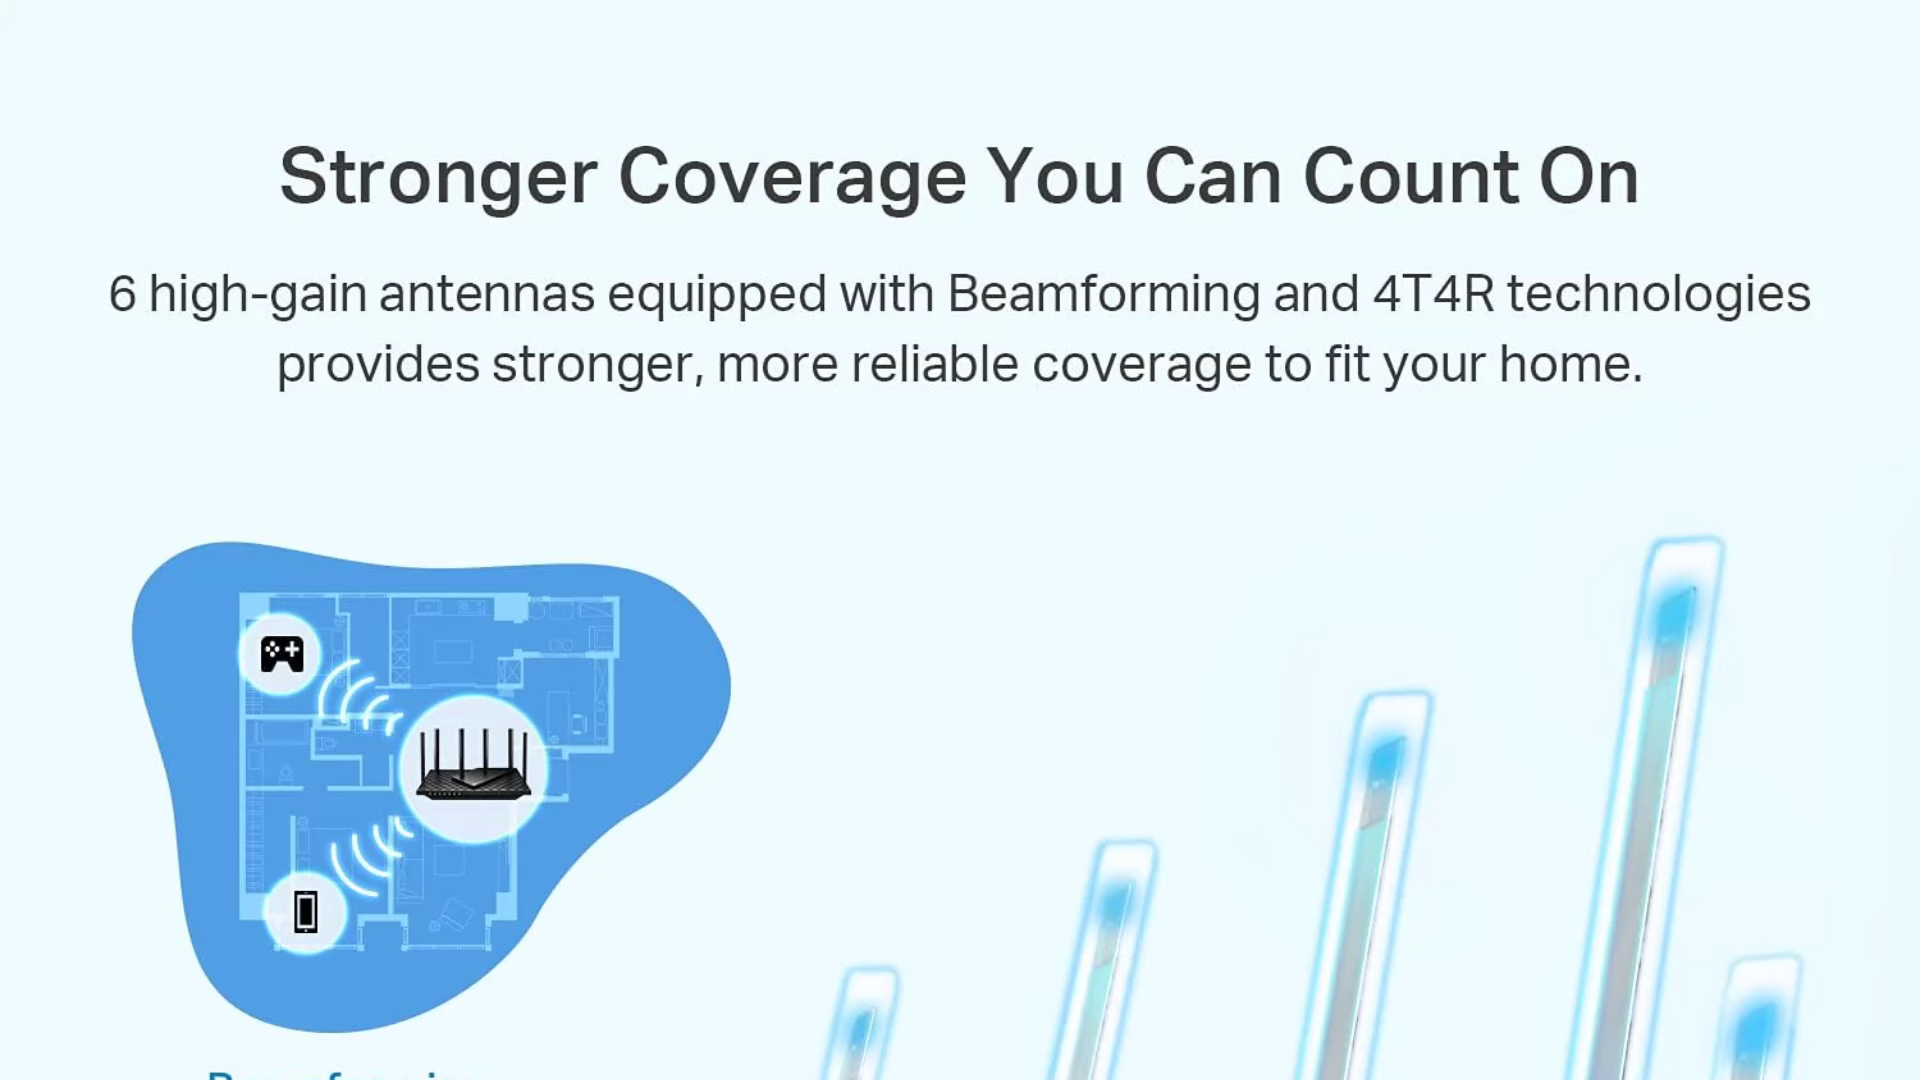 Stronger Coverage You Can Count On
6 high-gain antennas equipped with Beamforming and 4T4R technologies
provides stronger, more reliable coverage to fit your home.